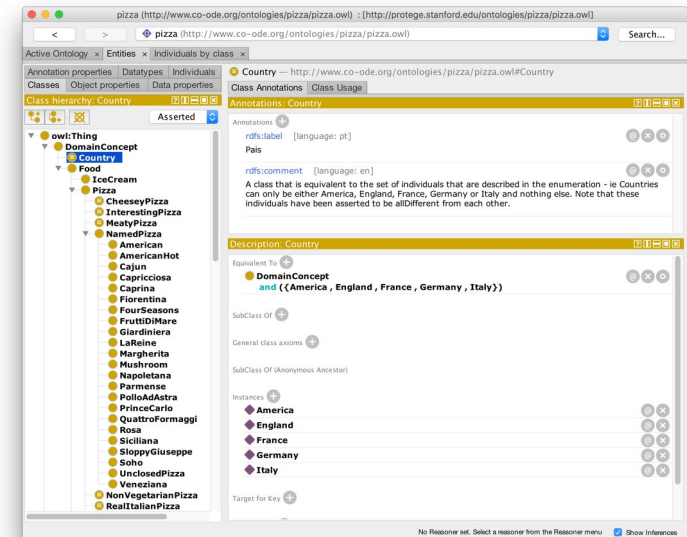 pizza (http://www.co-ode.org/ontologies/pizza/pizza.owl) : [http://protege.stanford.edu/ontologies/pizza/pizza.owl]
< > pizza (http://www.co-ode.org/ontologies/pizza/pizza.owl) Search...
Active Ontology × Entities × Individuals by class ×
Annotation properties Datatypes Individuals
Classes Object properties Data properties
Class hierarchy: Country
Asserted
owl:Thing
DomainConcept
Country
Food
IceCream
Pizza
CheeseyPizza
InterestingPizza
MeatyPizza
NamedPizza
American
AmericanHot
Cajun
Capricciosa
Caprina
Fiorentina
FourSeasons
FruttiDiMare
Giardiniera
LaReine
Margherita
Mushroom
Napoletana
Parmense
PolloAdAstra
PrinceCarlo
QuattroFormaggi
Rosa
Siciliana
SloppyGiuseppe
Soho
UnclosedPizza
Veneziana
NonVegetarianPizza
RealItalianPizza
Country — http://www.co-ode.org/ontologies/pizza/pizza.owl#Country
Class Annotations Class Usage
Annotations: Country
Annotations
rdfs:label [language: pt]
Pais
rdfs:comment [language: en]
A class that is equivalent to the set of individuals that are described in the enumeration - ie Countries
can only be either America, England, France, Germany or Italy and nothing else. Note that these
individuals have been asserted to be allDifferent from each other.
Description: Country
Equivalent To
DomainConcept
and ({America , England , France , Germany , Italy})
SubClass Of
General class axioms
SubClass Of (Anonymous Ancestor)
Instances
America
England
France
Germany
Italy
Target for Key
No Reasoner set. Select a reasoner from the Reasoner menu Show Inferences